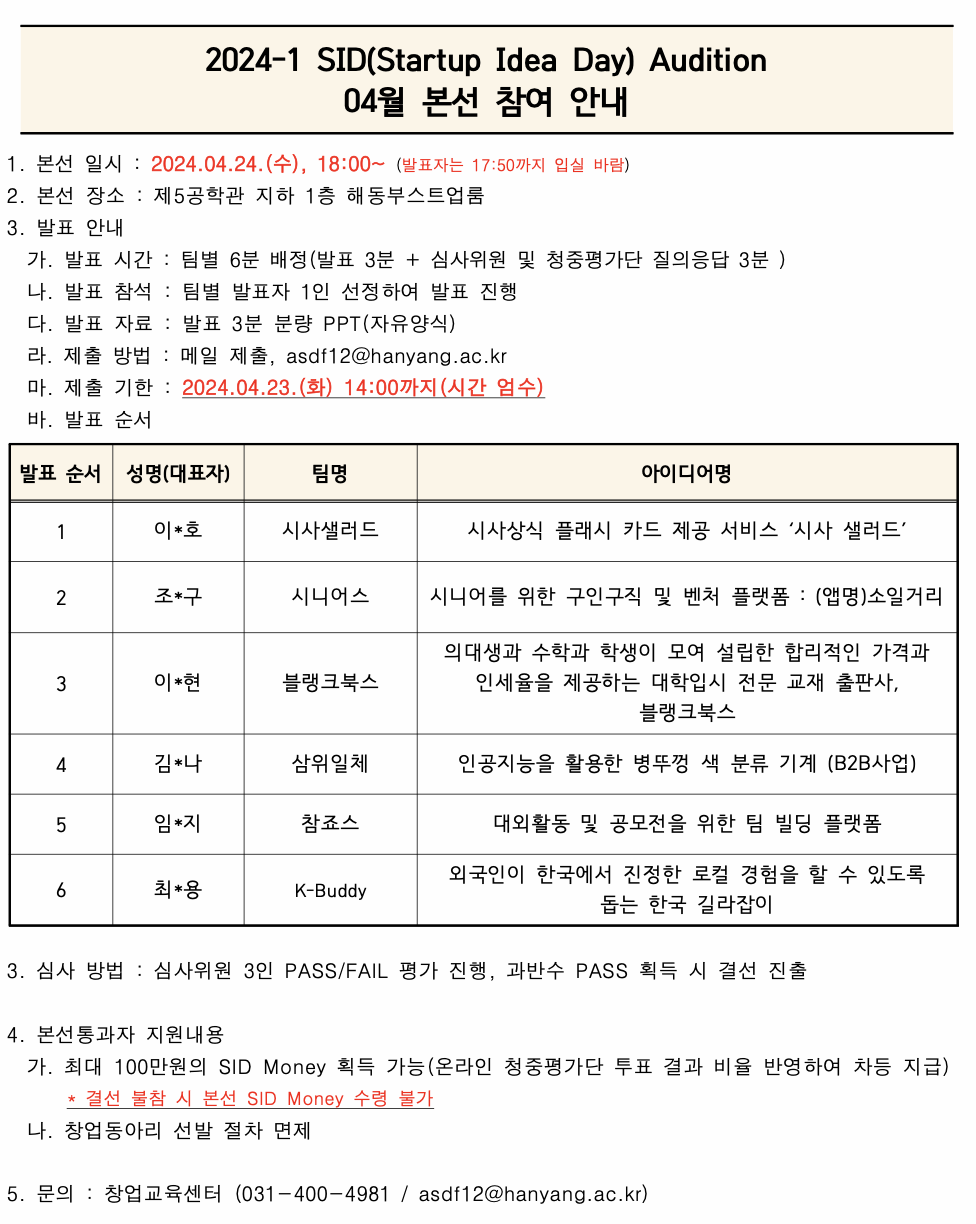 2024-1 SID(Startup Idea Day) Audition
04월 본선 참여 안내
1. 본선 일시 : 2024.04.24.(수), 18:00~ (발표자는 17:50까지 입실 바람)
2. 본선 장소 : 제5공학관 지하 1층 해동부스트업룸
3. 발표 안내
가. 발표 시간 : 팀별 6분 배정(발표 3분 + 심사위원 및 청중평가단 질의응답 3분 )
나. 발표 참석 : 팀별 발표자 1인 선정하여 발표 진행
다. 발표 자료 : 발표 3분 분량 PPT(자유양식)
라. 제출 방법 : 메일 제출, asdf12@hanyang.ac.kr
마. 제출 기한 : 2024.04.23.(화) 14:00까지(시간 엄수)
바. 발표 순서
발표 순서 성명(대표자) 팀명 아이디어명
1 이*호 시사샐러드 시사상식 플래시 카드 제공 서비스 ‘시사 샐러드’
2 조*구 시니어스 시니어를 위한 구인구직 및 벤처 플랫폼 : (앱명)소일거리
3 이*현 블랭크북스 의대생과 수학과 학생이 모여 설립한 합리적인 가격과
인세율을 제공하는 대학입시 전문 교재 출판사,
블랭크북스
4 김*나 삼위일체 인공지능을 활용한 병뚜껑 색 분류 기계 (B2B사업)
5 임*지 참죠스 대외활동 및 공모전을 위한 팀 빌딩 플랫폼
6 최*용 K-Buddy 외국인이 한국에서 진정한 로컬 경험을 할 수 있도록
돕는 한국 길라잡이
3. 심사 방법 : 심사위원 3인 PASS/FAIL 평가 진행, 과반수 PASS 획득 시 결선 진출
4. 본선통과자 지원내용
가. 최대 100만원의 SID Money 획득 가능(온라인 청중평가단 투표 결과 비율 반영하여 차등 지급)
* 결선 불참 시 본선 SID Money 수령 불가
나. 창업동아리 선발 절차 면제
5. 문의 : 창업교육센터 (031-400-4981 / asdf12@hanyang.ac.kr)